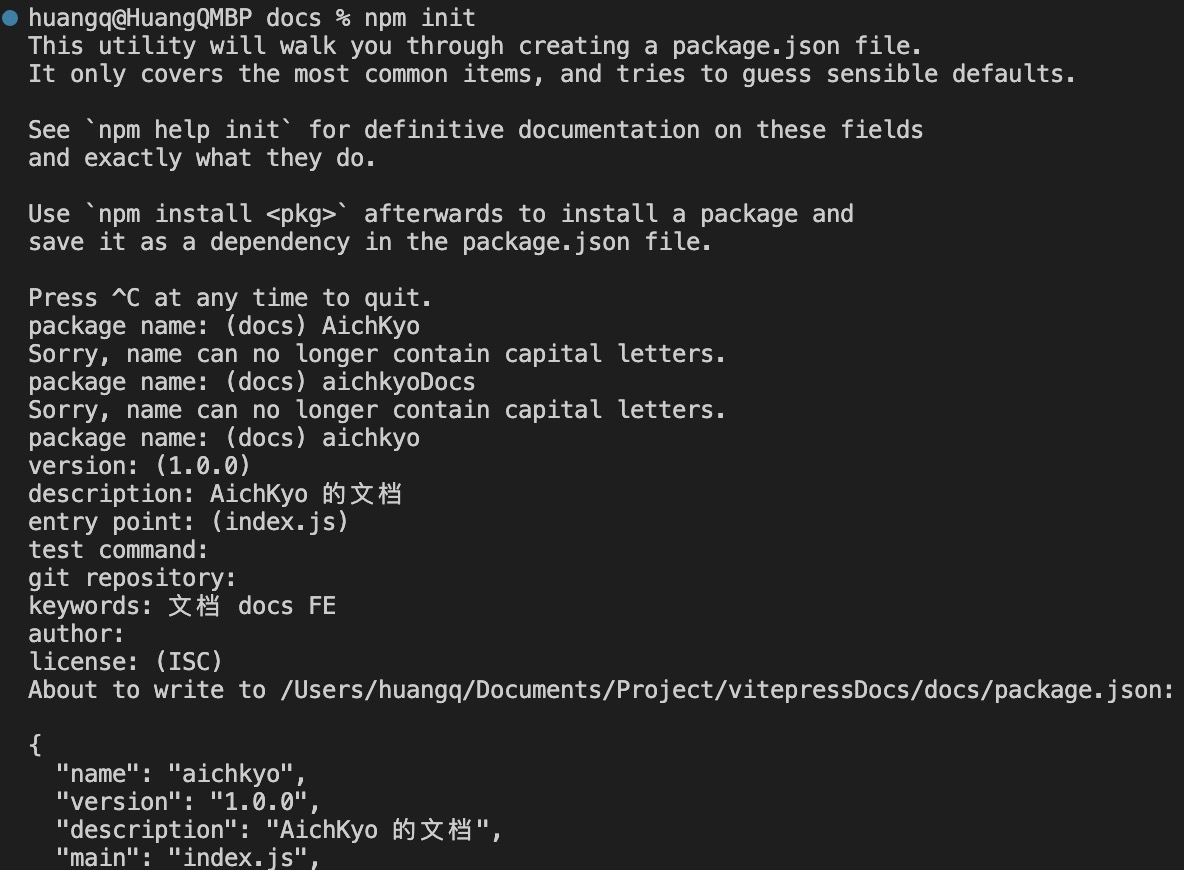 huangq@HuangQMBP docs % npm init
This utility will walk you through creating a package.json file.
It only covers the most common items, and tries to guess sensible defaults.
See `npm help init` for definitive documentation on these fields
and exactly what they do.
Use `npm install <pkg>` afterwards to install a package and
save it as a dependency in the package.json file.
Press ^C at any time to quit.
package name: (docs) AichKyo
Sorry, name can no longer contain capital letters.
package name: (docs) aichkyoDocs
Sorry, name can no longer contain capital letters.
package name: (docs) aichkyo
version: (1.0.0)
description: AichKyo 的文档
entry point: (index.js)
test command:
git repository:
keywords: 文档 docs FE
author:
license: (ISC)
About to write to /Users/huangq/Documents/Project/vitepressDocs/docs/package.json:
{
  "name": "aichkyo",
  "version": "1.0.0",
  "description": "AichKyo 的文档",
  "main": "index.js",